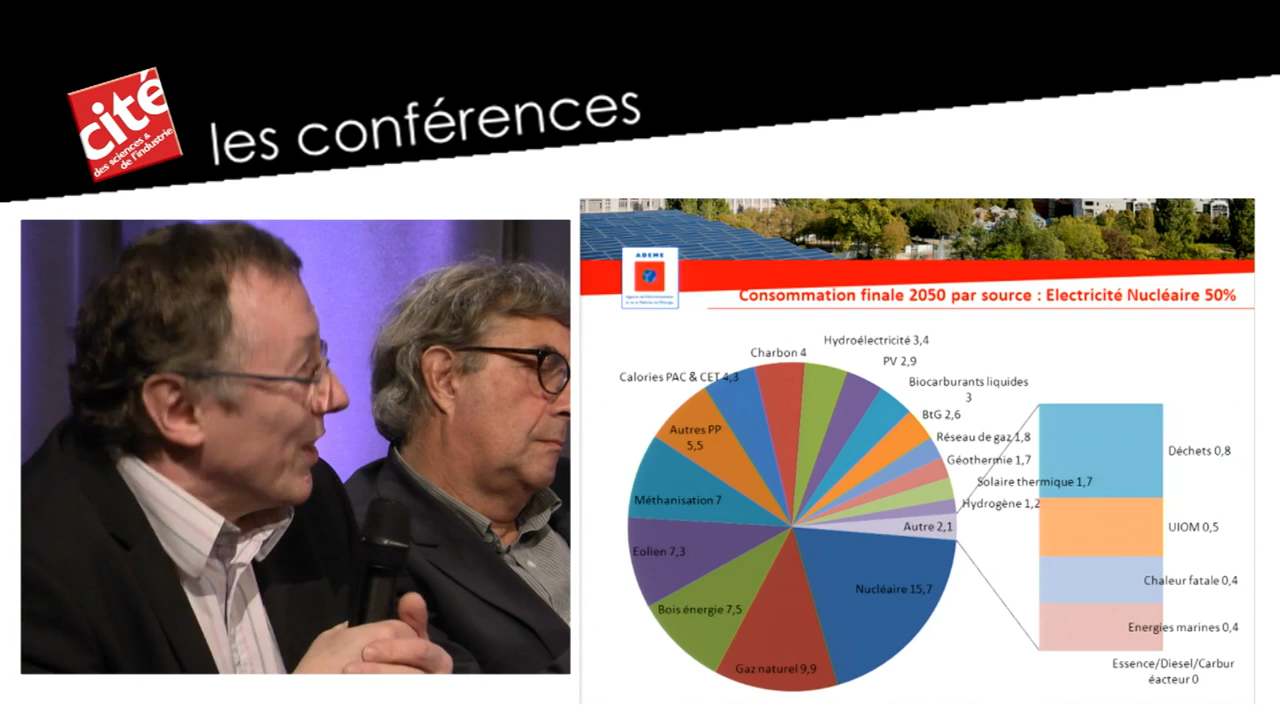 cité
des sciences &
de l'industrie
les conférences
ADEME
Consommation finale 2050 par source : Electricité Nucléaire 50%
Hydroélectricité 3,4
Charbon 4
PV 2,9
Calories PAC & CET 4,3
Biocarburants liquides
3
BtG 2,6
Autres PP
5,5
Réseau de gaz 1,8
Géothermie 1,7
Déchets 0,8
Solaire thermique 1,7
Méthanisation 7
Hydrogène 1,2
Autre 2,1
UIOM 0,5
Eolien 7,3
Chaleur fatale 0,4
Nucléaire 15,7
Bois énergie 7,5
Energies marines 0,4
Gaz naturel 9,9
Essence/Diesel/Carbur
éacteur 0